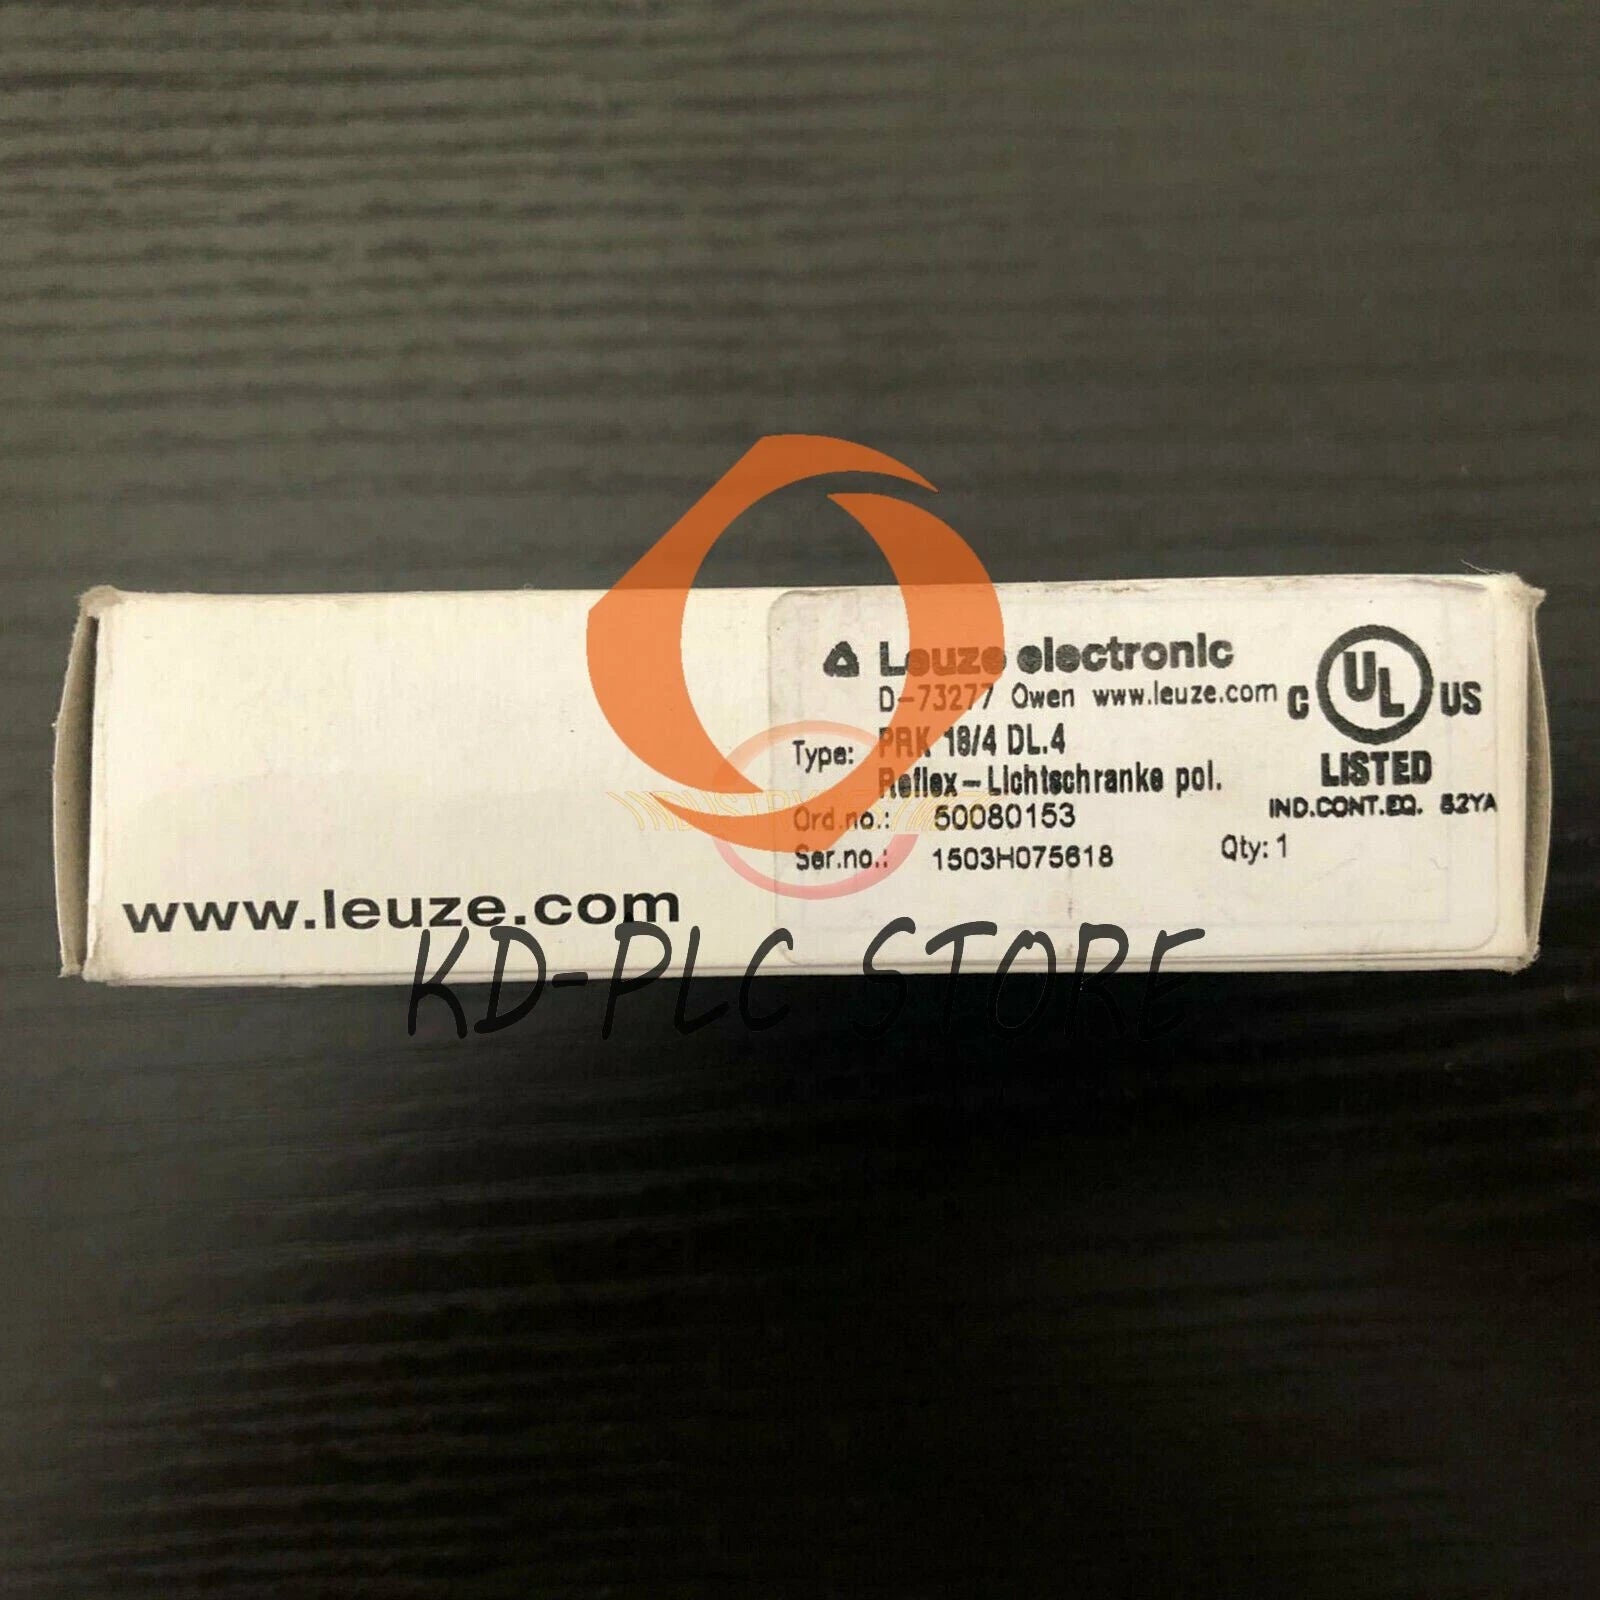 Leuze electronic
D-73277 Owen www.leuze.com
Type: PRK 18/4 DL.4
Reflex-Lichtschranke pol.
Ord.no.: 50080153
Ser.no.: 1503H075618
Qty: 1
C UL US
LISTED
IND.CONT.EQ. 52YA
www.leuze.com
KD-PLC STORE